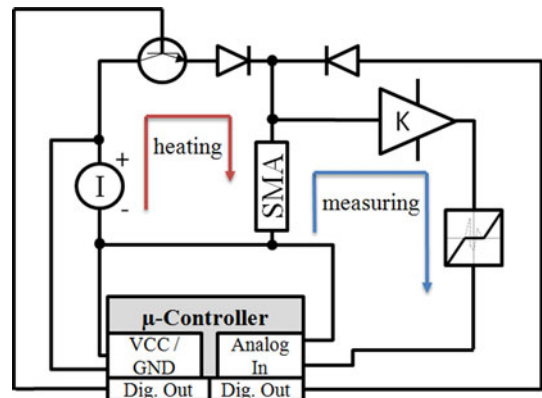 K
+
heating
I
SMA
-
measuring
µ-Controller
VCC /
GND
Analog
In
Dig. Out
Dig. Out